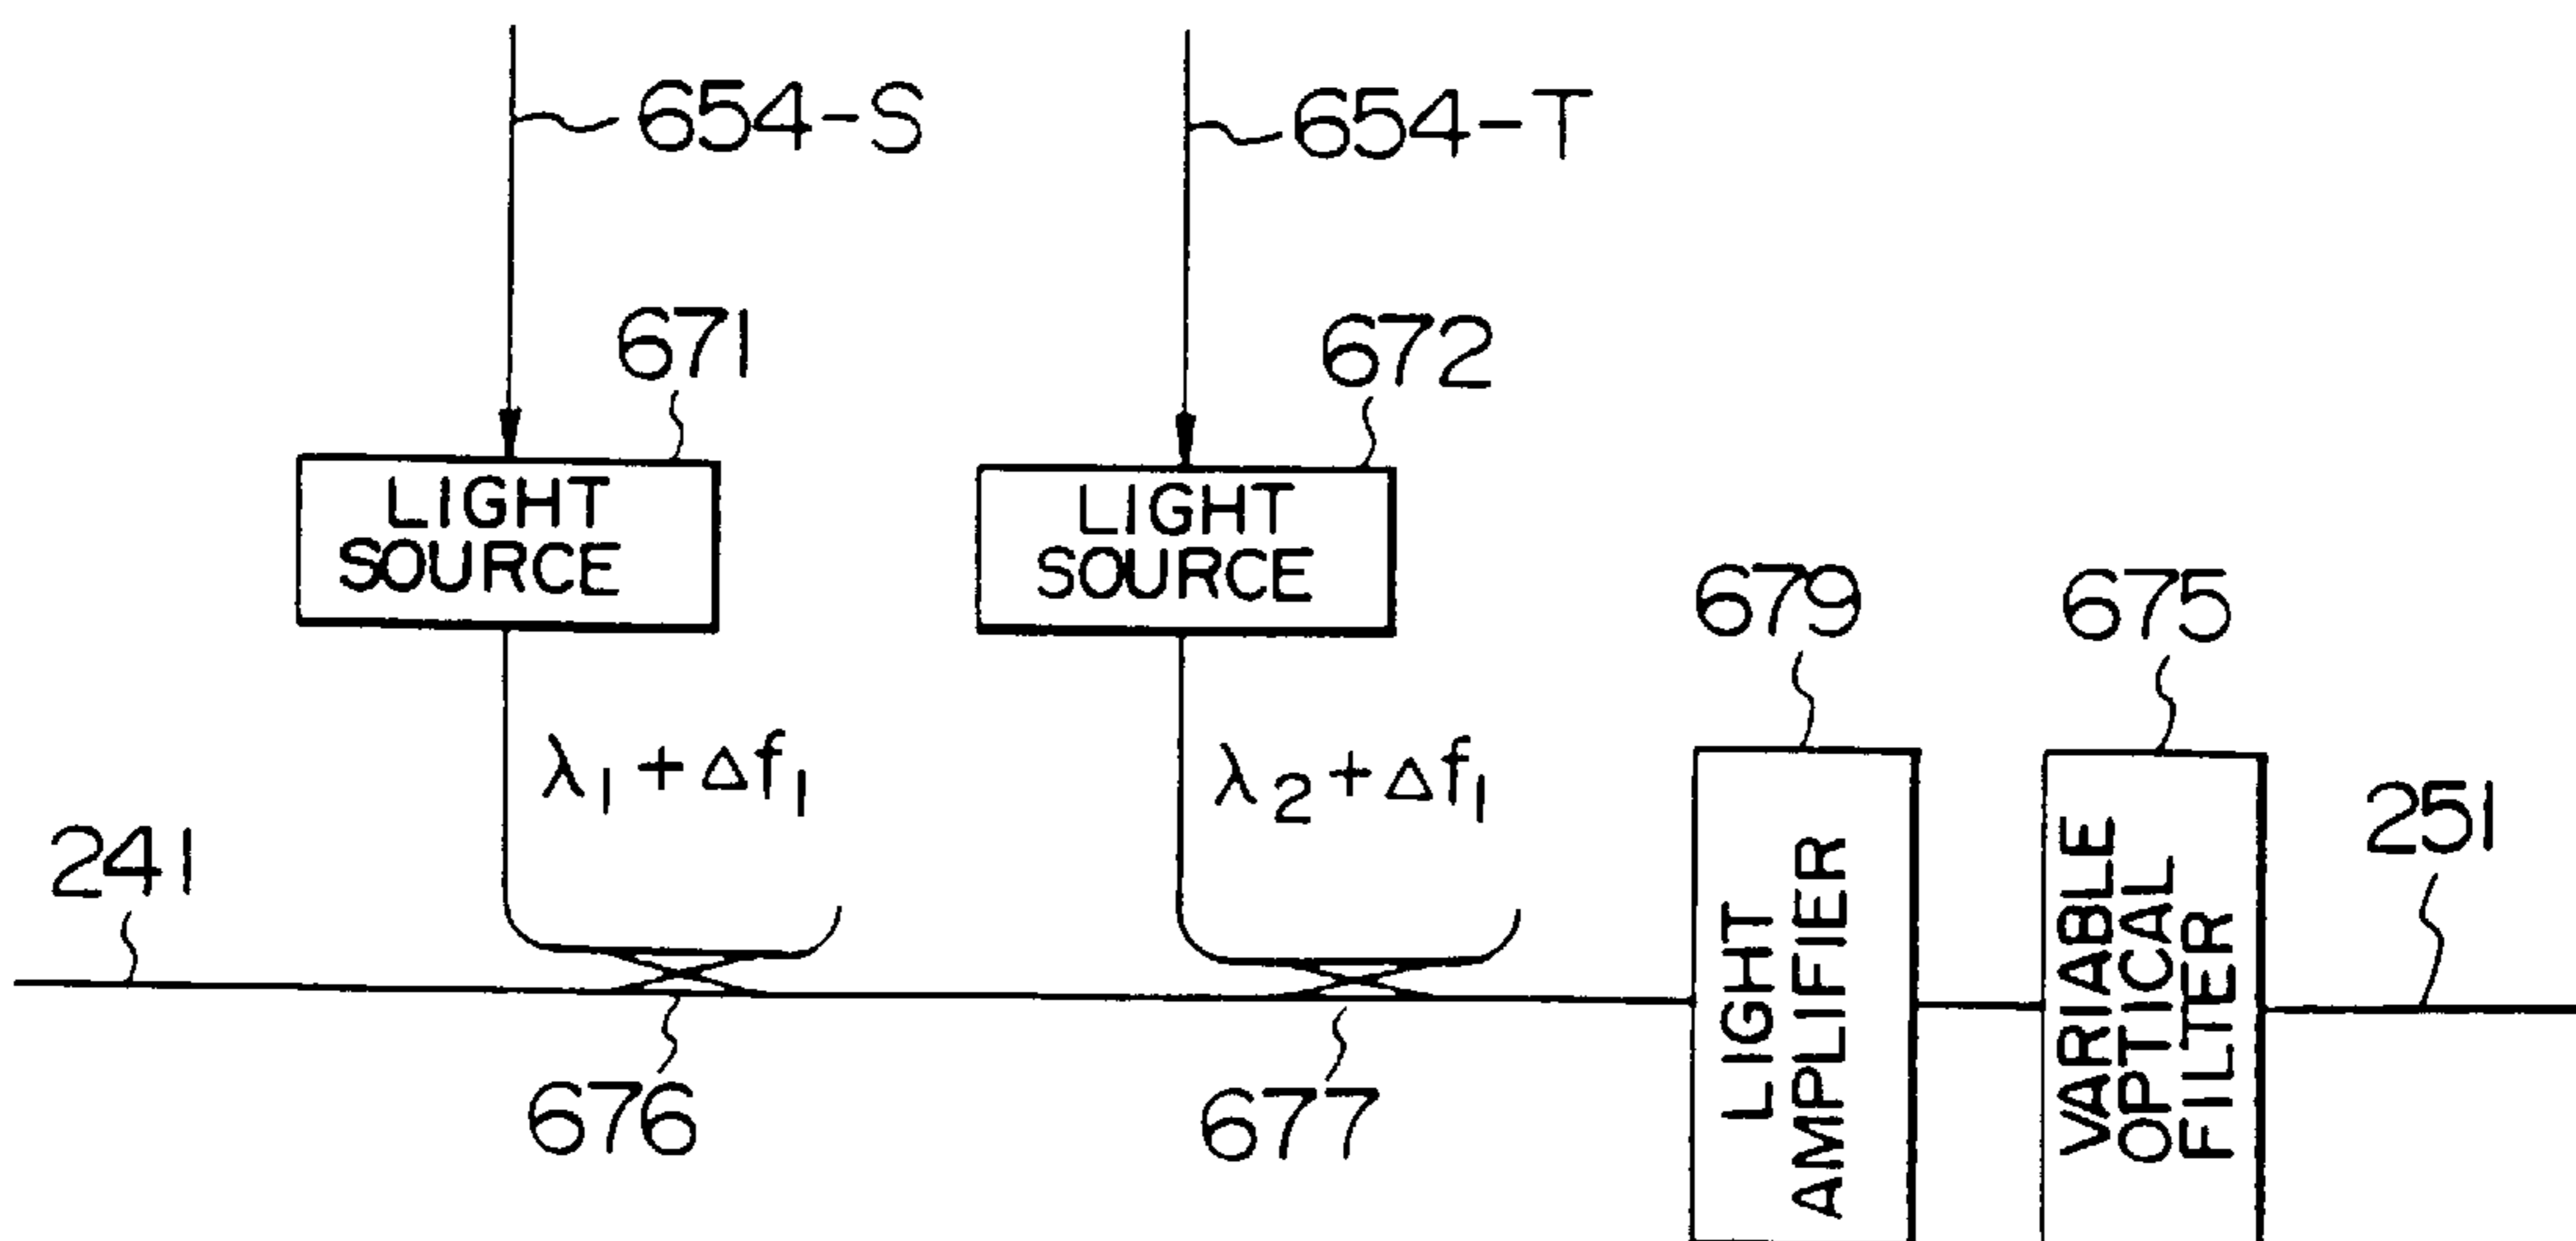 654-S
654-T
671
672
LIGHT
SOURCE
LIGHT
SOURCE
679
675
λ₁ + Δf₁
λ₂ + Δf₁
241
251
LIGHT
AMPLIFIER
VARIABLE
OPTICAL
FILTER
676
677